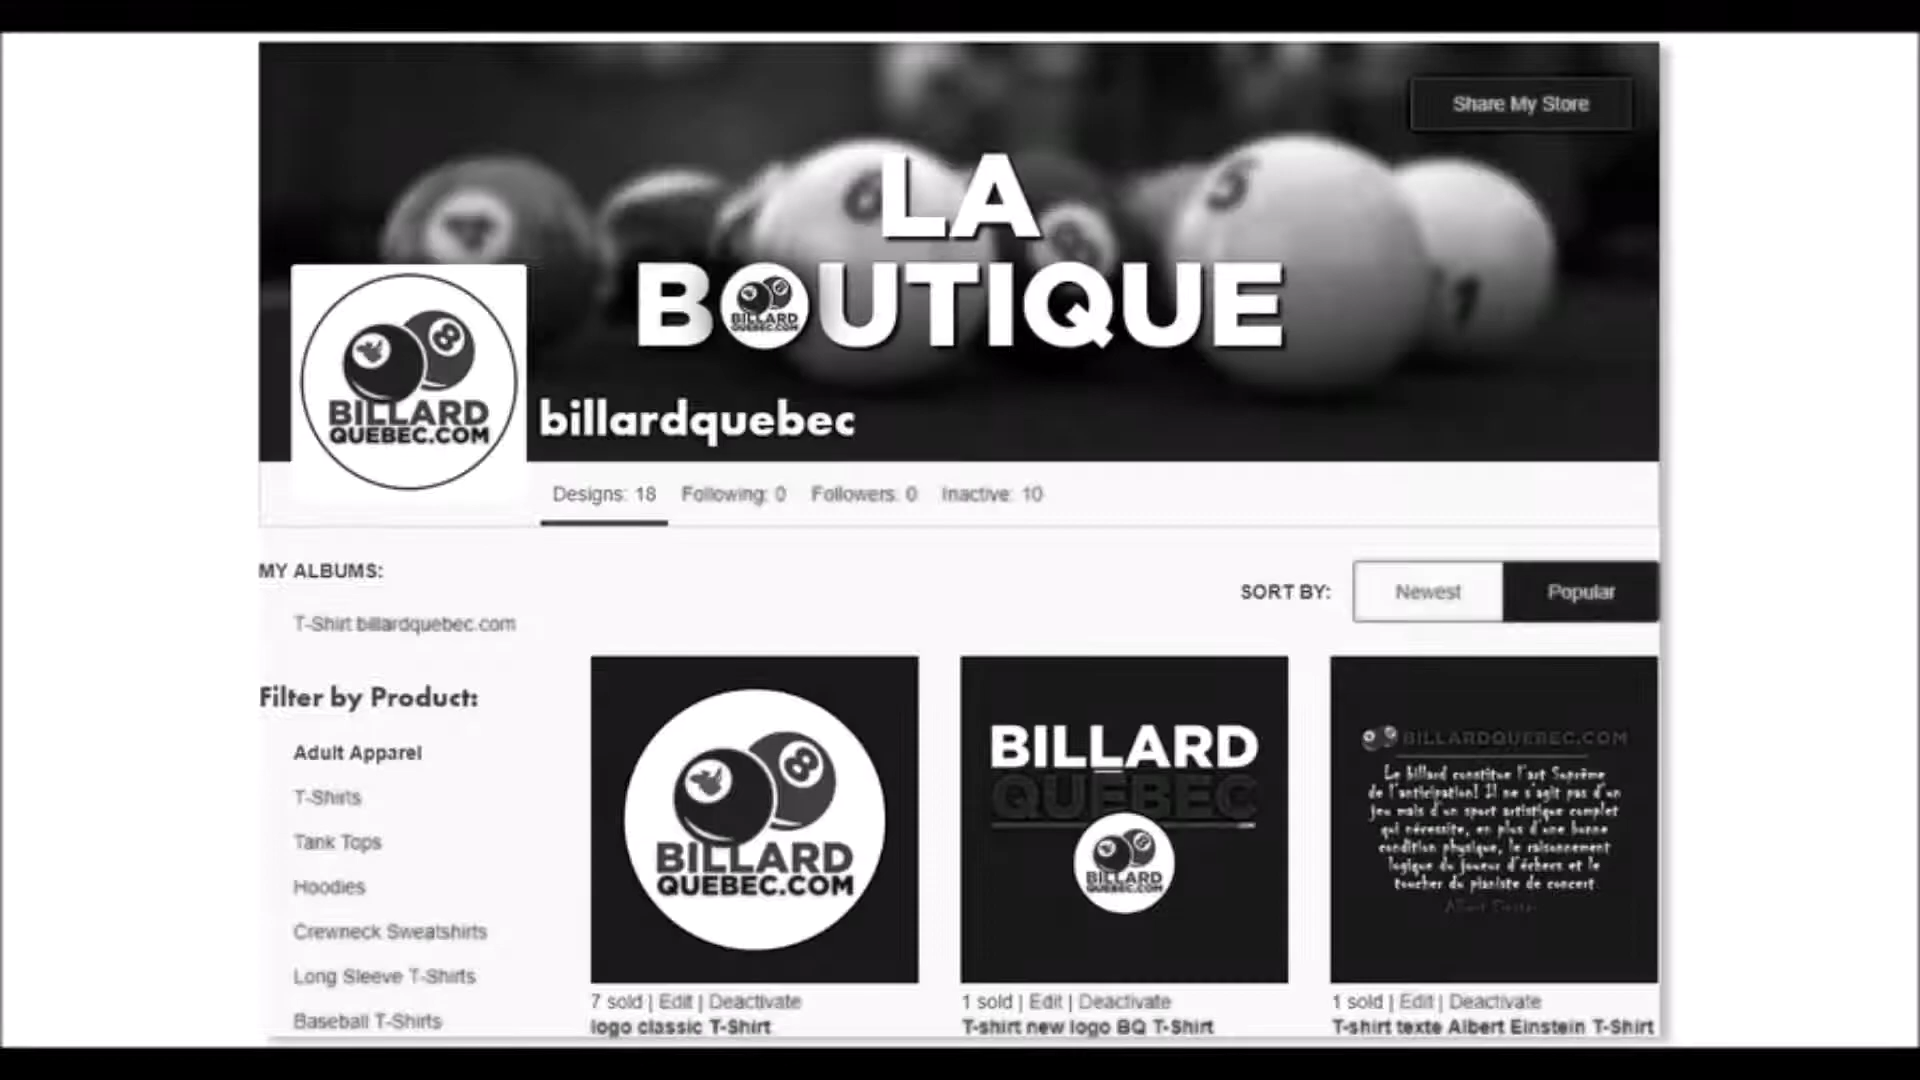 Share My Store
LA
BOUTIQUE
BILLARD
QUEBEC.COM
8
BILLARD
QUEBEC.COM
billardquebec
Designs: 18 Following: 0 Followers: 0 Inactive: 10
MY ALBUMS:
T-Shirt billardquebec.com
SORT BY: Newest Popular
Filter by Product:
Adult Apparel
T-Shirts
Tank Tops
Hoodies
Crewneck Sweatshirts
Long Sleeve T-Shirts
Baseball T-Shirts
8
BILLARD
QUEBEC.COM
7 sold | Edit | Deactivate
logo classic T-Shirt
BILLARD
QUÉBEC
.com
BILLARD
QUEBEC.COM
1 sold | Edit | Deactivate
T-shirt new logo BQ T-Shirt
BILLARDQUEBEC.COM
Le billard constitue l'art Suprême
de l'anticipation! Il ne s'agit pas d'un
jeu mais d'un sport artistique complet
qui nécessite, en plus d'une bonne
condition physique, le raisonnement
logique du joueur d'échecs et le
toucher du pianiste de concert
1 sold | Edit | Deactivate
T-shirt texte Albert Einstein T-Shirt